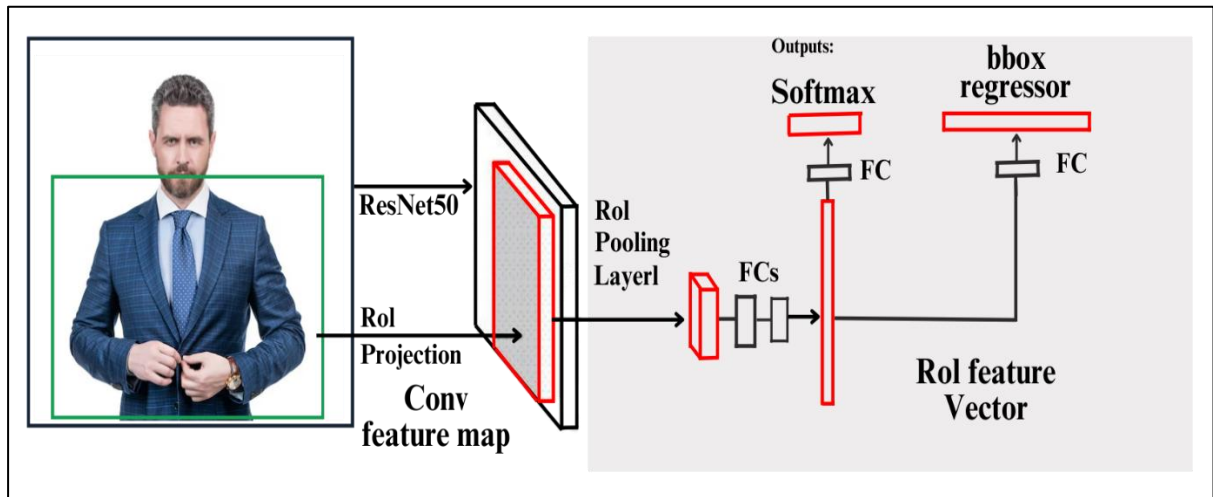 ResNet50
RoI
Projection
Conv
feature map
RoI
Pooling
Layerl
FCs
Outputs:
Softmax
FC
bbox
regressor
FC
RoI feature
Vector